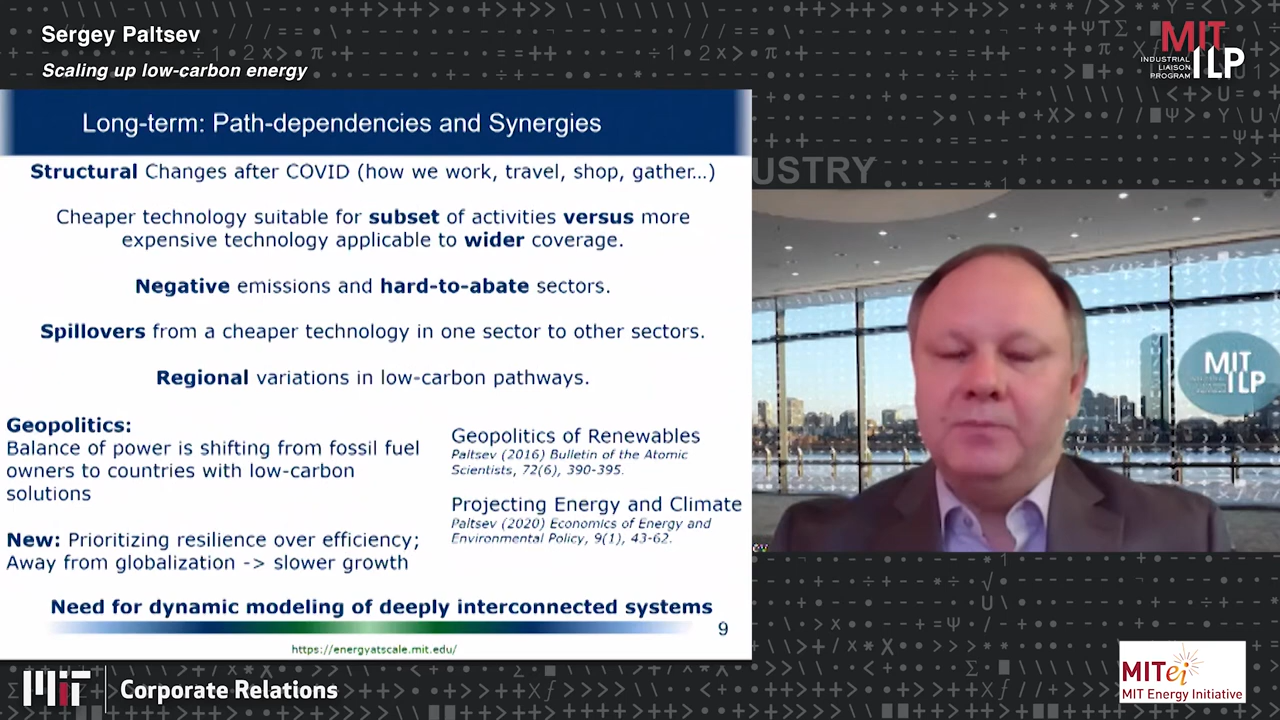 Sergey Paltsev
Scaling up low-carbon energy
MIT
INDUSTRIAL
LIAISON
PROGRAM
ILP
USTRY
Long-term: Path-dependencies and Synergies
Structural Changes after COVID (how we work, travel, shop, gather…)
Cheaper technology suitable for subset of activities versus more
expensive technology applicable to wider coverage.
Negative emissions and hard-to-abate sectors.
Spillovers from a cheaper technology in one sector to other sectors.
Regional variations in low-carbon pathways.
Geopolitics:
Balance of power is shifting from fossil fuel
owners to countries with low-carbon
solutions
New: Prioritizing resilience over efficiency;
Away from globalization -> slower growth
Geopolitics of Renewables
Paltsev (2016) Bulletin of the Atomic
Scientists, 72(6), 390-395.
Projecting Energy and Climate
Paltsev (2020) Economics of Energy and
Environmental Policy, 9(1), 43-62.
Need for dynamic modeling of deeply interconnected systems
9
https://energyatscale.mit.edu/
MIT
ILP
ev
MIT
Corporate Relations
MITei
MIT Energy Initiative